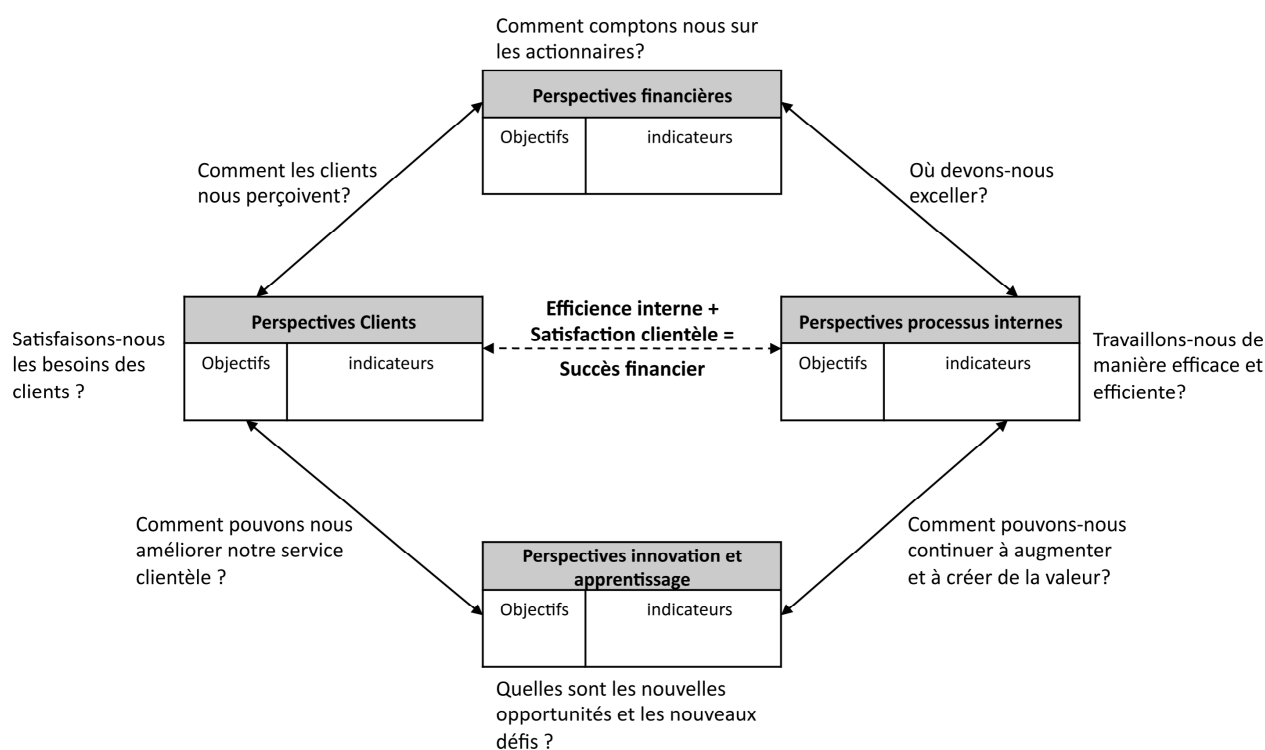 Comment comptons nous sur
les actionnaires?
Perspectives financières
Objectifs
indicateurs
Comment les clients
nous perçoivent?
Où devons-nous
exceller?
Perspectives Clients
Objectifs
indicateurs
Satisfaisons-nous
les besoins des
clients ?
Efficience interne +
Satisfaction clientèle =
Succès financier
Perspectives processus internes
Objectifs
indicateurs
Travaillons-nous de
manière efficace et
efficiente?
Comment pouvons nous
améliorer notre service
clientèle ?
Comment pouvons-nous
continuer à augmenter
et à créer de la valeur?
Perspectives innovation et
apprentissage
Objectifs
indicateurs
Quelles sont les nouvelles
opportunités et les nouveaux
défis ?